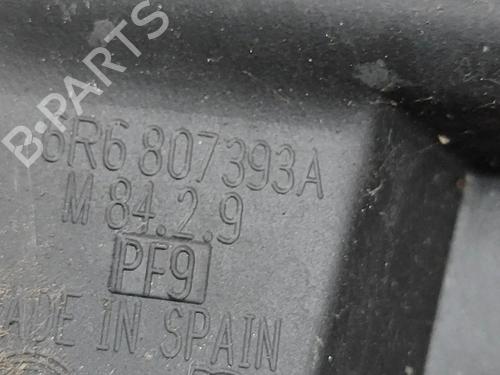 B-Parts
6R6 807393A
M 84.2.9
PF9
ADE IN SPAIN